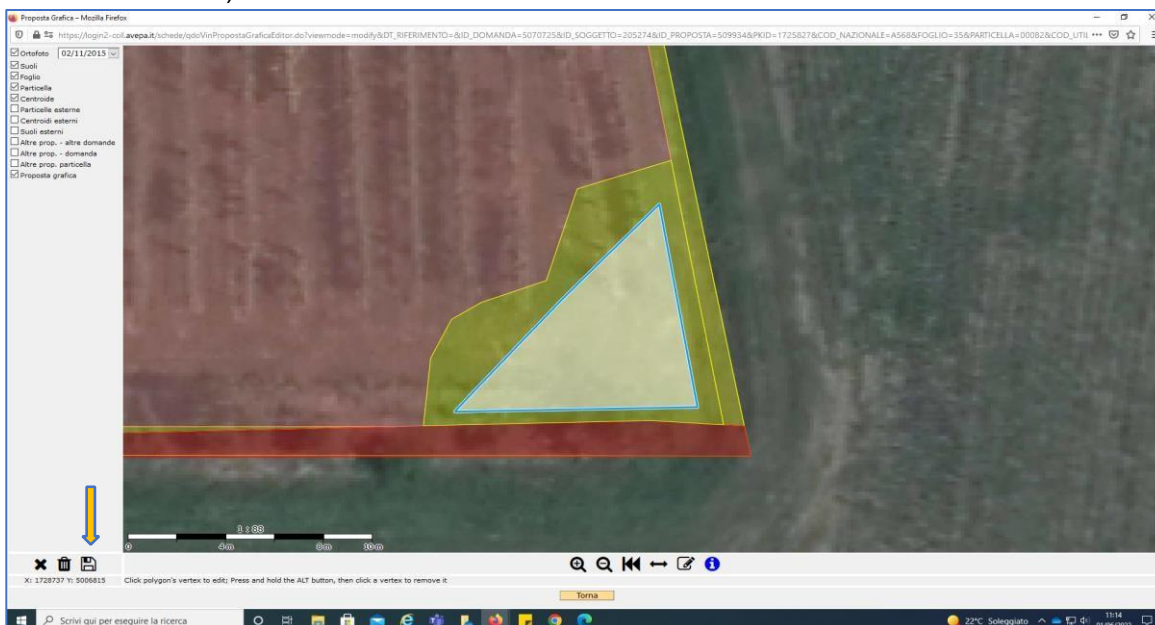 Proposta Grafica – Mozilla Firefox
https://login2-coll.avepa.it/schede/qdoVinPropostaGraficaEditor.do?viewmode=modify&DT_RIFERIMENTO=&ID_DOMANDA=5070725&ID_SOGGETTO=205274&ID_PROPOSTA=509934&PKID=1725827&COD_NAZIONALE=A568&FOGLIO=35&PARTICELLA=00082&COD_UTIL
Ortofoto 02/11/2015
Suoli
Foglio
Particella
Centroide
Particelle esterne
Centroidi esterni
Suoli esterni
Altre prop. - altre domande
Altre prop. - domanda
Altre prop. particella
Proposta grafica
1 : 88
0 4 m 8 m 10 m
X: 1728737 Y: 5006815 Click polygon's vertex to edit; Press and hold the ALT button, then click a vertex to remove it
Torna
Scrivi qui per eseguire la ricerca
22°C Soleggiato
11:14